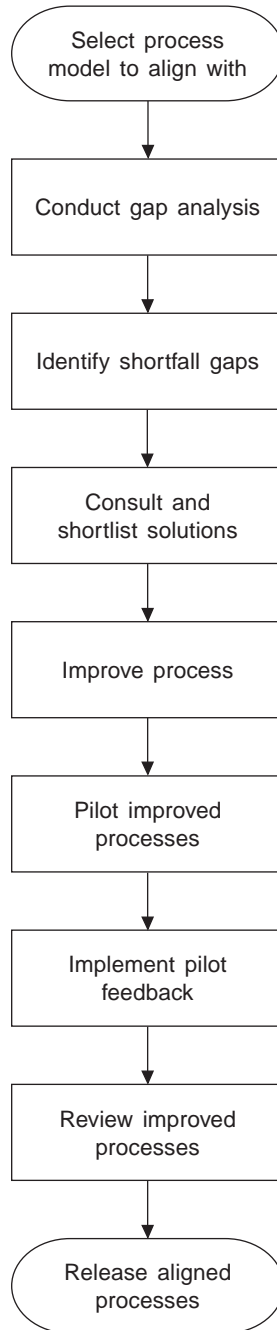 Select process
model to align with
Conduct gap analysis
Identify shortfall gaps
Consult and
shortlist solutions
Improve process
Pilot improved
processes
Implement pilot
feedback
Review improved
processes
Release aligned
processes